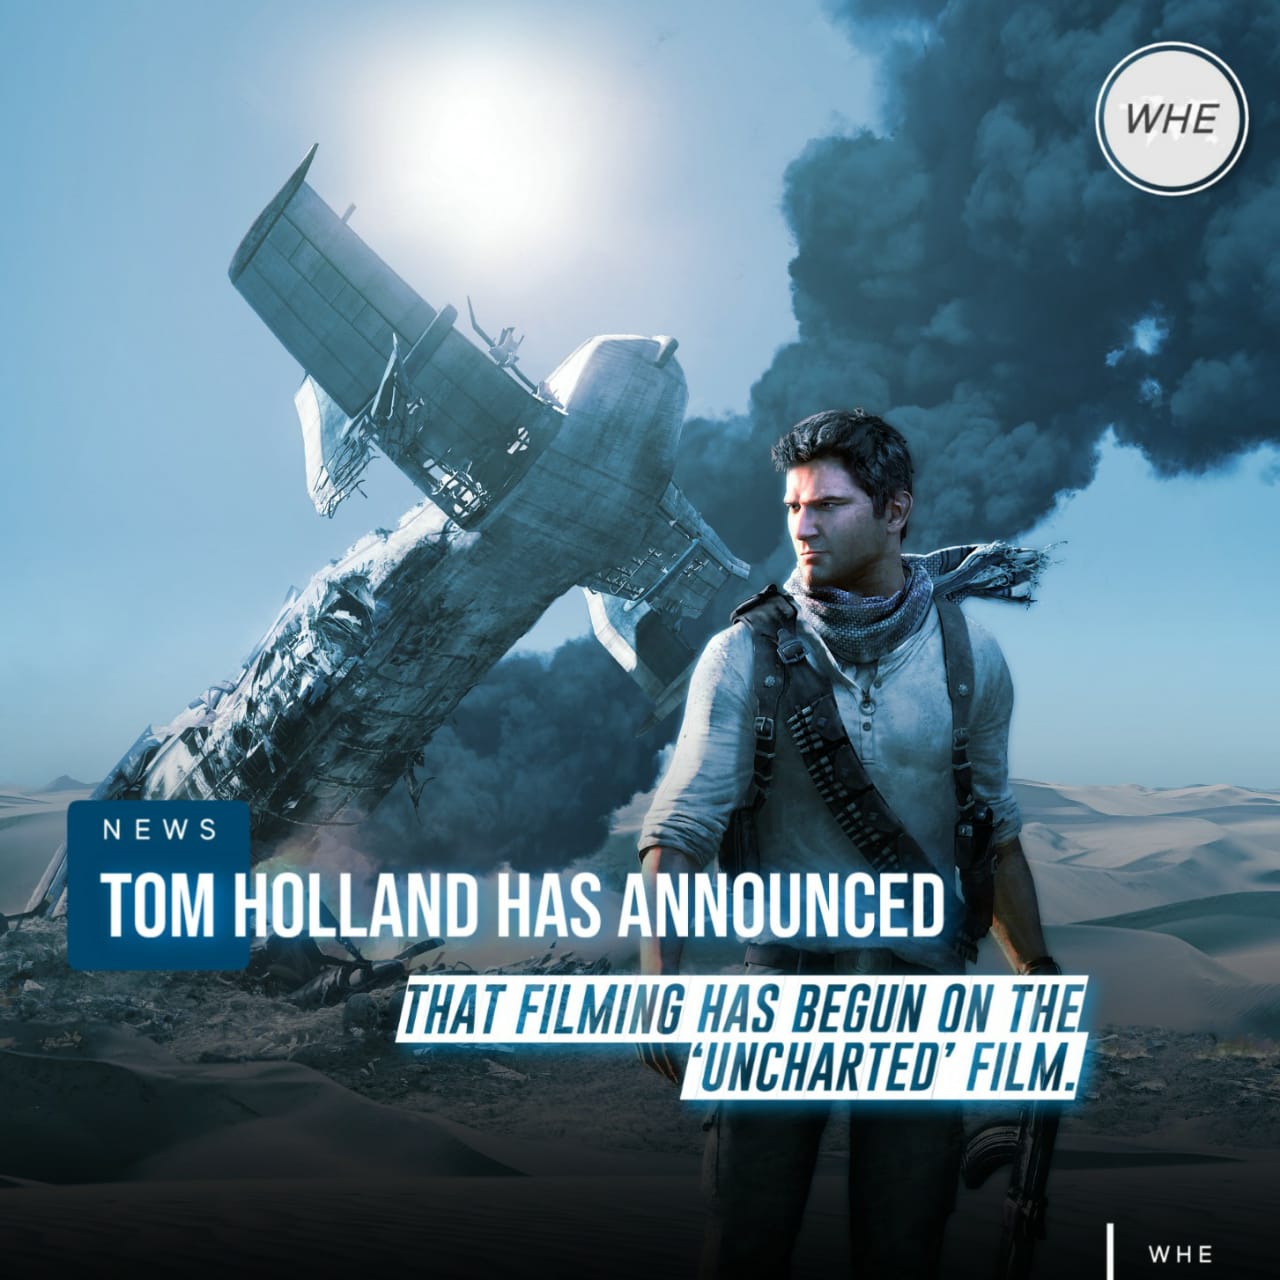 WHE
NEWS
TOM HOLLAND HAS ANNOUNCED
THAT FILMING HAS BEGUN ON THE
‘UNCHARTED’ FILM.
WHE